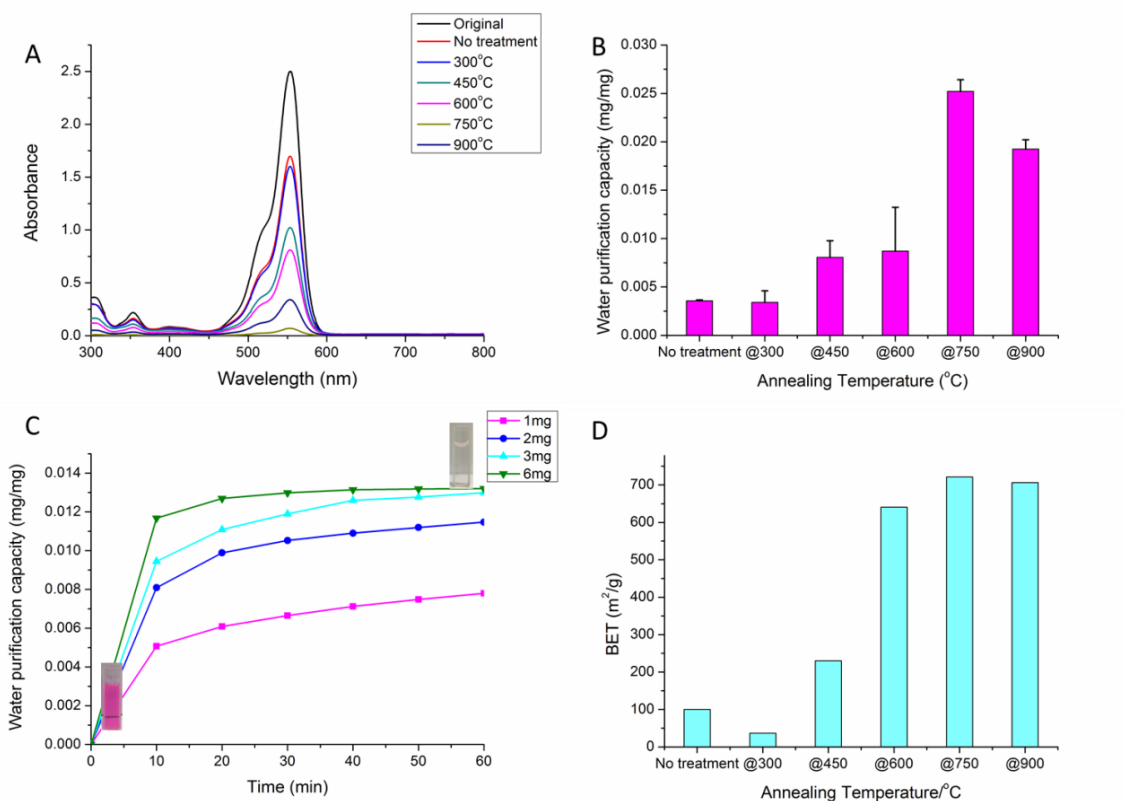 A
Original
No treatment
300°C
450°C
600°C
750°C
900°C
2.5
2.0
1.5
1.0
0.5
0.0
Absorbance
300 400 500 600 700 800
Wavelength (nm)
B
0.030
0.025
0.020
0.015
0.010
0.005
0.000
Water purification capacity (mg/mg)
No treatment @300 @450 @600 @750 @900
Annealing Temperature (°C)
C
1mg
2mg
3mg
6mg
0.014
0.012
0.010
0.008
0.006
0.004
0.002
0.000
Water purification capacity (mg/mg)
0 10 20 30 40 50 60
Time (min)
D
700
600
500
400
300
200
100
0
BET (m²/g)
No treatment @300 @450 @600 @750 @900
Annealing Temperature/°C